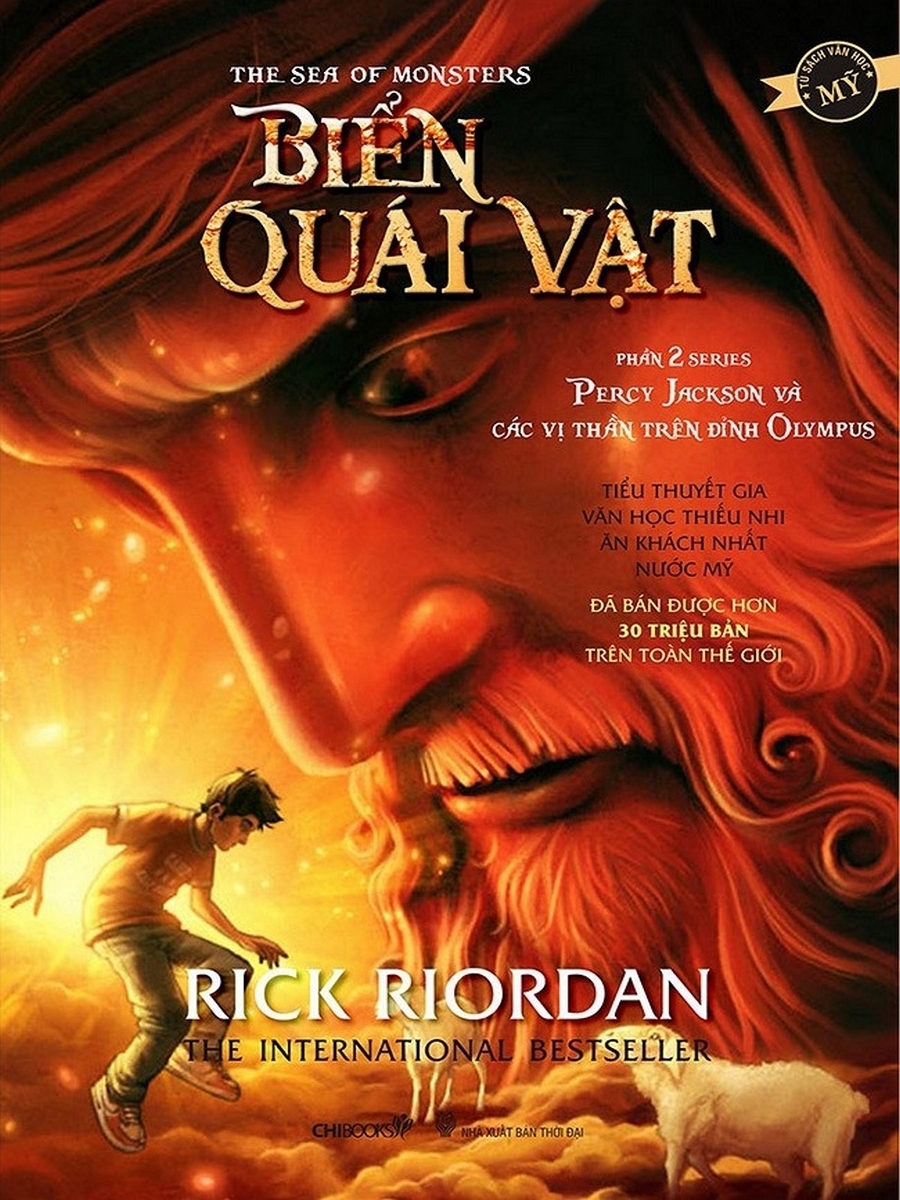 THE SEA OF MONSTERS
TỦ SÁCH VĂN HỌC
MỸ
BIỂN
QUÁI VẬT
PHẦN 2 SERIES
PERCY JACKSON VÀ
CÁC VỊ THẦN TRÊN ĐỈNH OLYMPUS
TIỂU THUYẾT GIA
VĂN HỌC THIẾU NHI
ĂN KHÁCH NHẤT
NƯỚC MỸ
ĐÃ BÁN ĐƯỢC HƠN
30 TRIỆU BẢN
TRÊN TOÀN THẾ GIỚI
RICK RIORDAN
THE INTERNATIONAL BESTSELLER
CHIBOOKS
NHÀ XUẤT BẢN THỜI ĐẠI